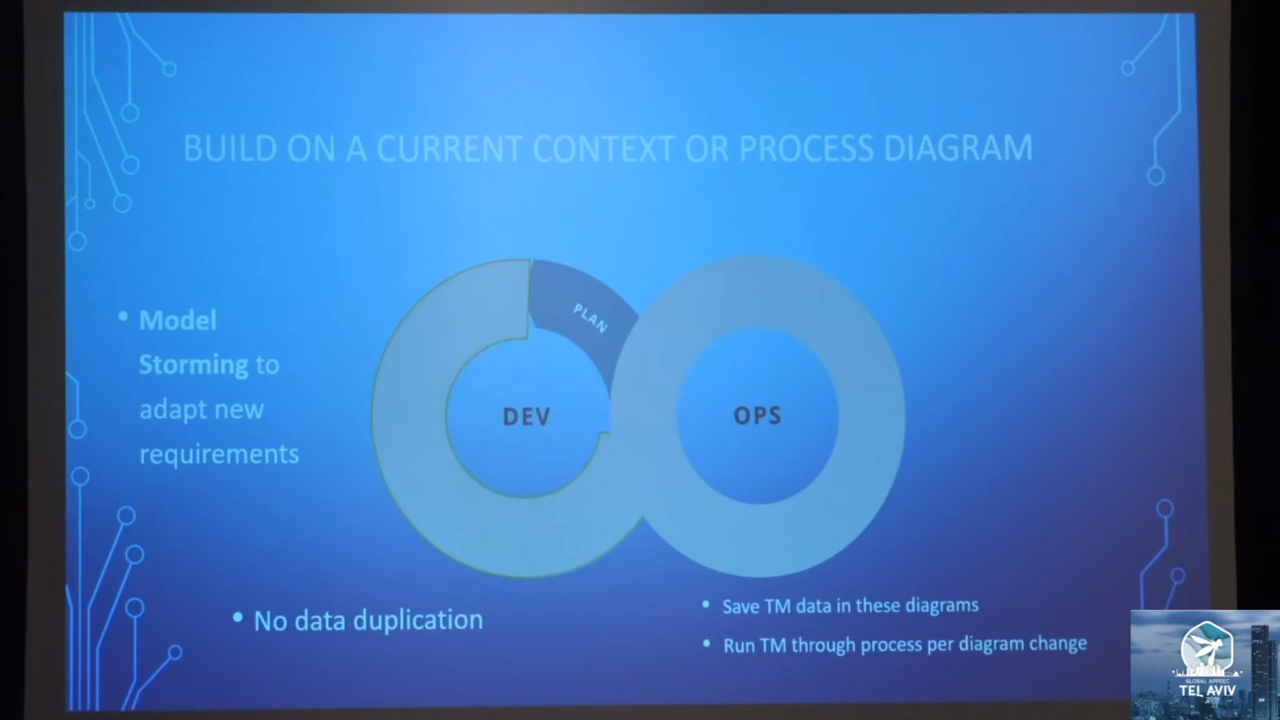 BUILD ON A CURRENT CONTEXT OR PROCESS DIAGRAM
• Model
Storming to
adapt new
requirements
PLAN
DEV
OPS
• No data duplication
• Save TM data in these diagrams
• Run TM through process per diagram change
GLOBAL APPSEC
TEL AVIV